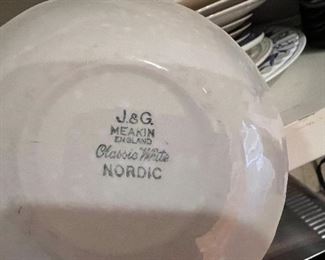 J.&G.
MEAKIN
ENGLAND
Classic White
NORDIC